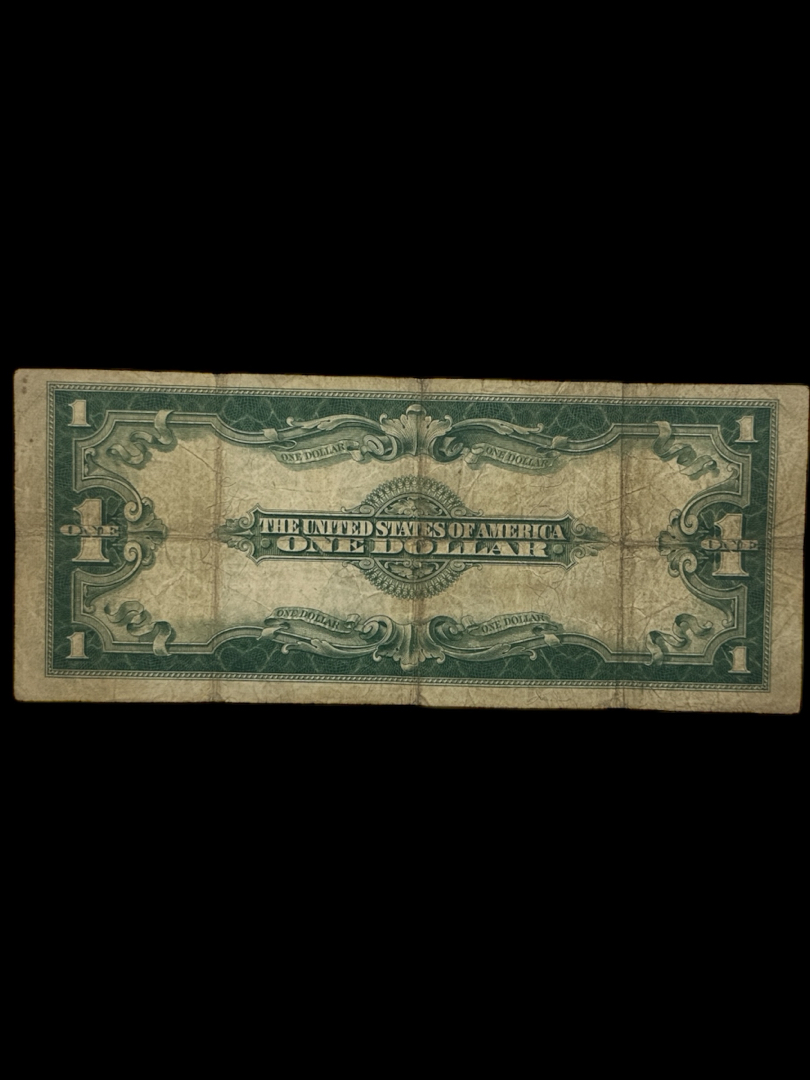 1 1
ONE DOLLAR ONE DOLLAR
1 1
ONE ONE
THE UNITED STATES OF AMERICA
ONE DOLLAR
ONE DOLLAR ONE DOLLAR
1 1